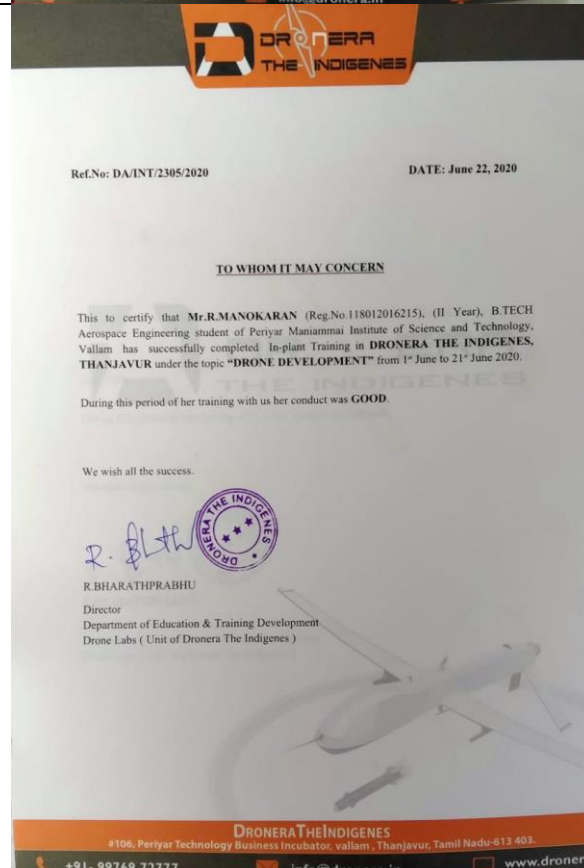 DRONERA
THE INDIGENES
Ref.No: DA/INT/2305/2020
DATE: June 22, 2020
TO WHOM IT MAY CONCERN
This to certify that Mr.R.MANOKARAN (Reg.No.118012016215), (II Year), B.TECH
Aerospace Engineering student of Periyar Maniammai Institute of Science and Technology,
Vallam has successfully completed In-plant Training in DRONERA THE INDIGENES,
THANJAVUR under the topic “DRONE DEVELOPMENT” from 1st June to 21st June 2020.
THE INDIGENES
During this period of her training with us her conduct was GOOD.
We wish all the success.
DRONERA THE INDIGENES
R.BHARATHPRABHU
Director
Department of Education & Training Development
Drone Labs ( Unit of Dronera The Indigenes )
DRONERATHEINDIGENES
#106, Periyar Technology Business Incubator, vallam , Thanjavur, Tamil Nadu-613 403.